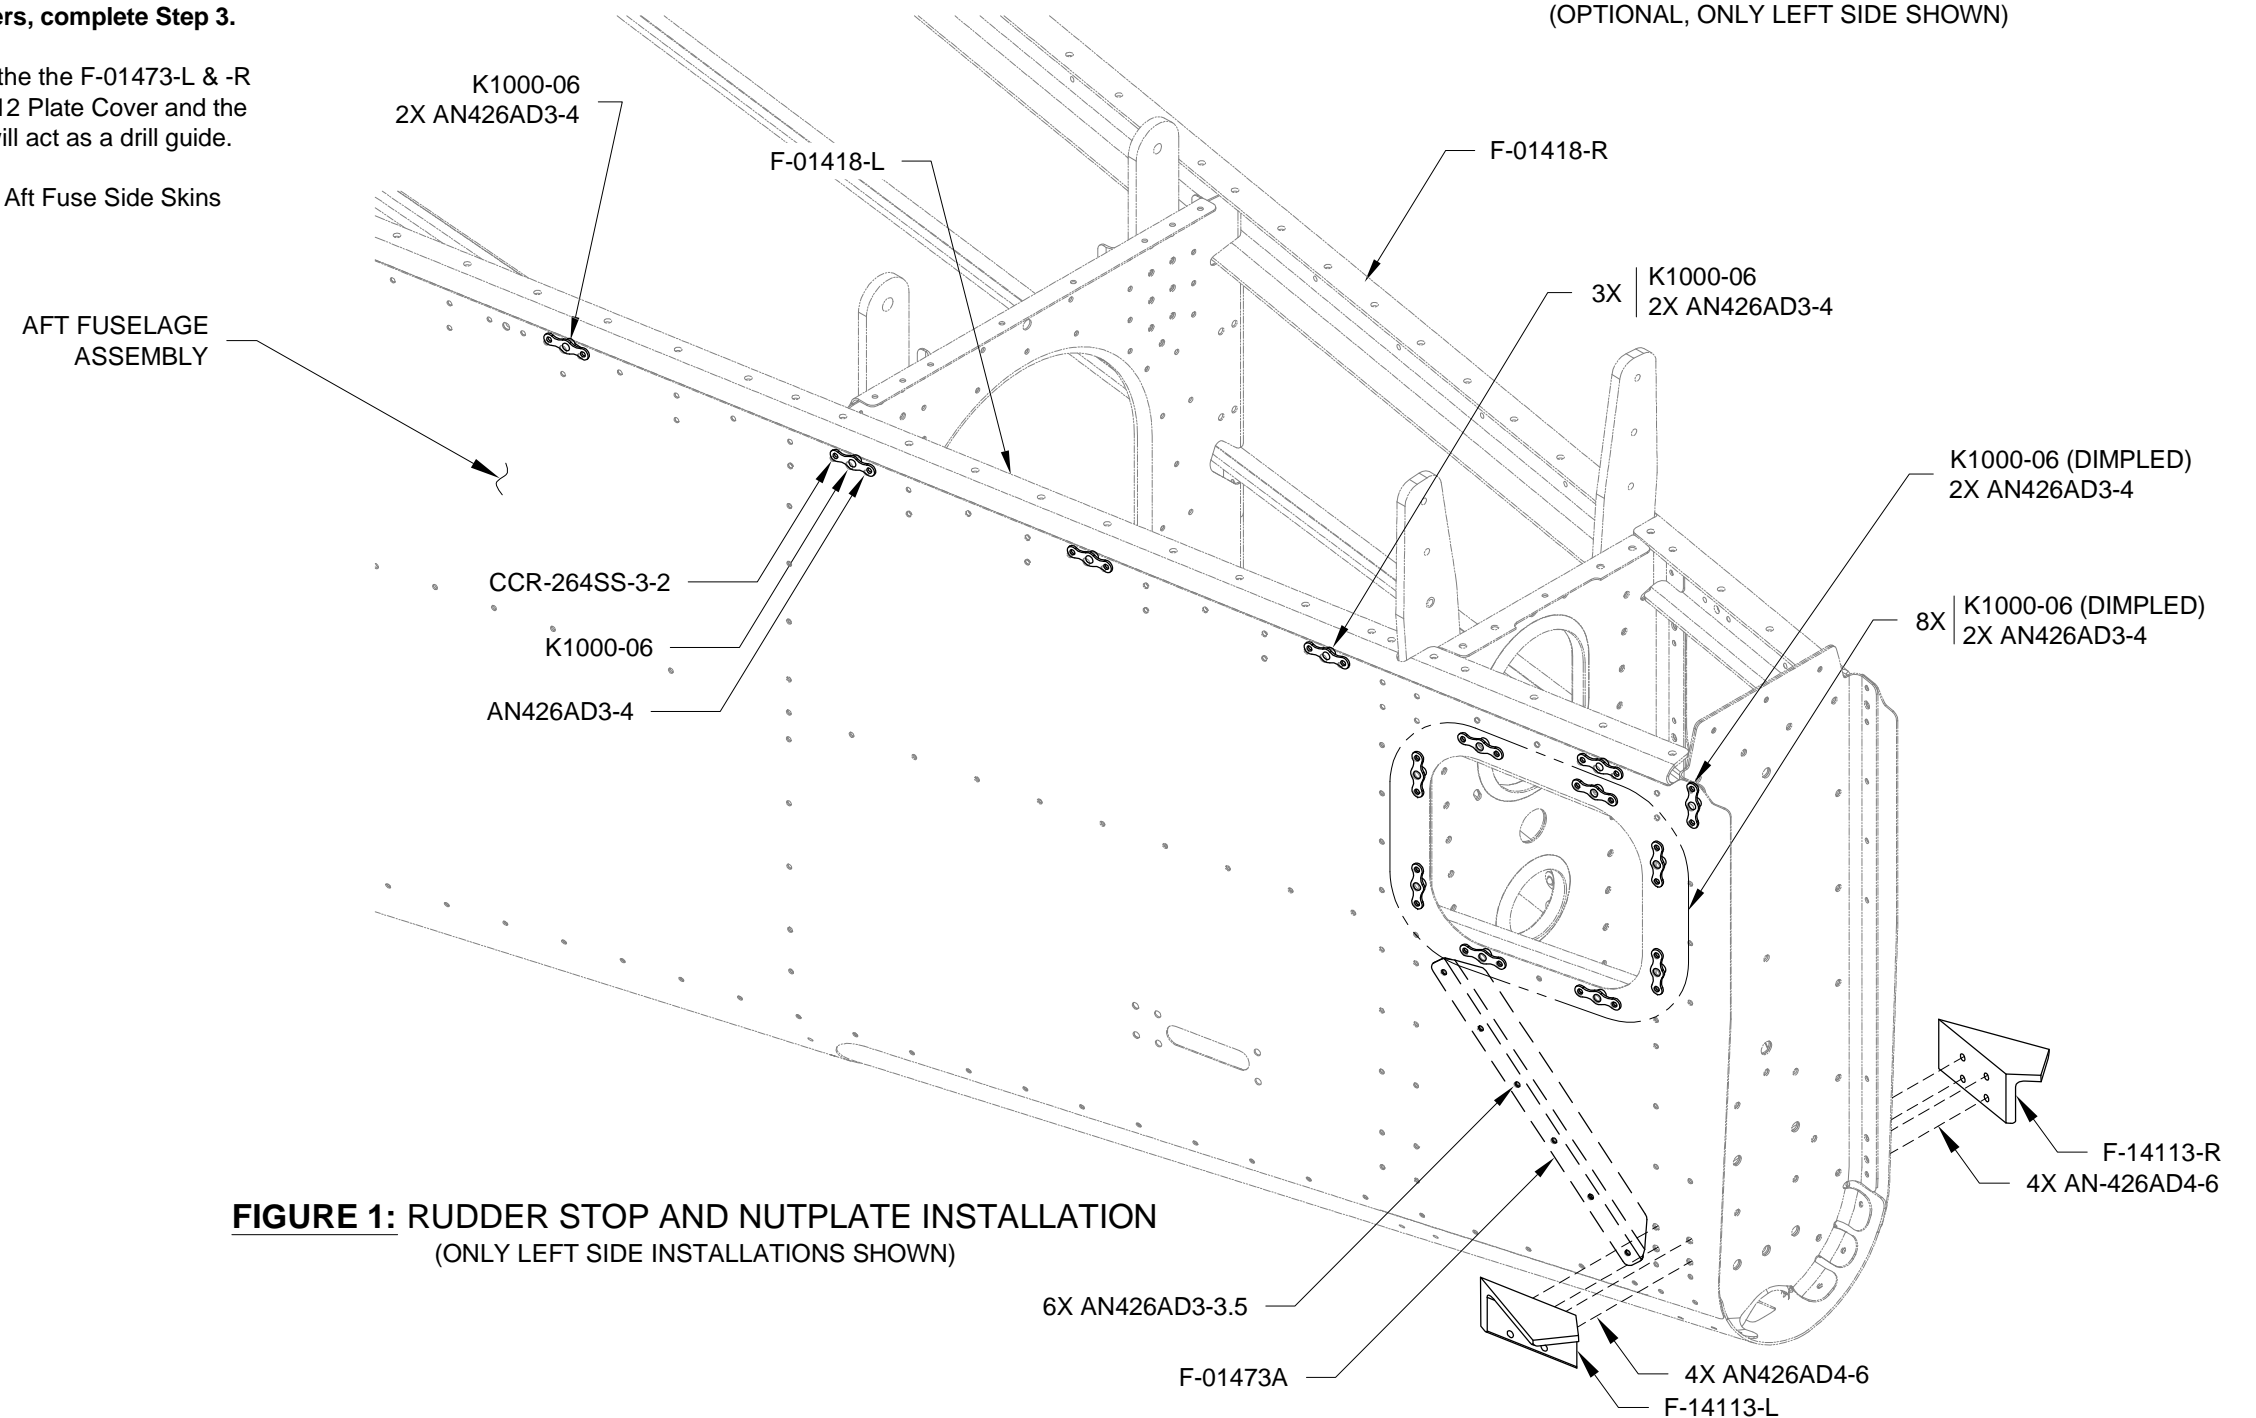 ers, complete Step 3.
the the F-01473-L & -R
12 Plate Cover and the
will act as a drill guide.
Aft Fuse Side Skins
(OPTIONAL, ONLY LEFT SIDE SHOWN)
K1000-06
2X AN426AD3-4
F-01418-L
F-01418-R
3X
K1000-06
2X AN426AD3-4
AFT FUSELAGE
ASSEMBLY
K1000-06 (DIMPLED)
2X AN426AD3-4
8X
K1000-06 (DIMPLED)
2X AN426AD3-4
CCR-264SS-3-2
K1000-06
AN426AD3-4
F-14113-R
4X AN-426AD4-6
FIGURE 1: RUDDER STOP AND NUTPLATE INSTALLATION
(ONLY LEFT SIDE INSTALLATIONS SHOWN)
6X AN426AD3-3.5
F-01473A
4X AN426AD4-6
F-14113-L